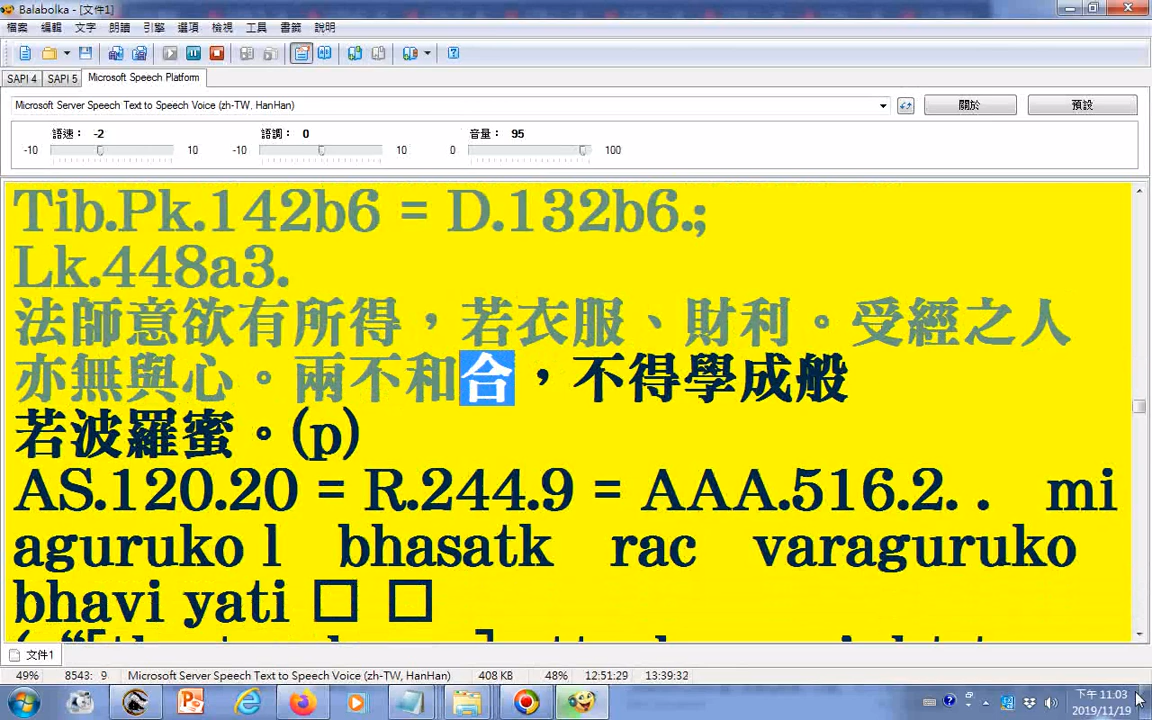 Balabolka - [文件1]
檔案 編輯 文字 朗讀 引擎 選項 檢視 工具 書籤 說明
SAPI 4 SAPI 5 Microsoft Speech Platform
Microsoft Server Speech Text to Speech Voice (zh-TW, HanHan) 關於 預設
語速： -2 語調： 0 音量： 95
-10 10 -10 10 0 100
Tib.Pk.142b6 = D.132b6.;
Lk.448a3.
法師意欲有所得，若衣服、財利。受經之人
亦無與心。兩不和合，不得學成般
若波羅蜜。(p)
AS.120.20 = R.244.9 = AAA.516.2. . mi
aguruko l bhasatk rac varaguruko
bhavi yati □ □
文件1
49% 8543: 9 Microsoft Server Speech Text to Speech Voice (zh-TW, HanHan) 408 KB 48% 12:51:29 13:39:32
下午 11:03
2019/11/19